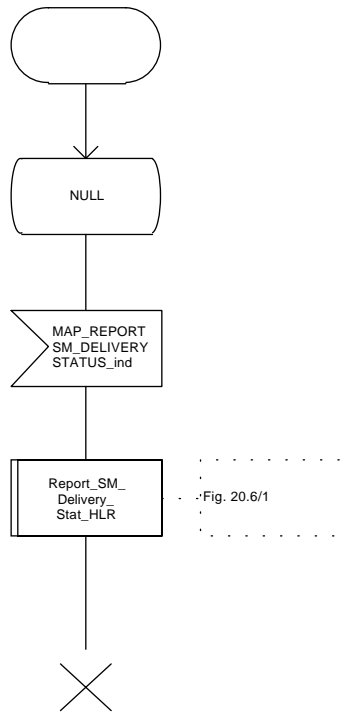 NULL
MAP_REPORT
SM_DELIVERY
STATUS_ind
Report_SM_
Delivery_
Stat_HLR
Fig. 20.6/1